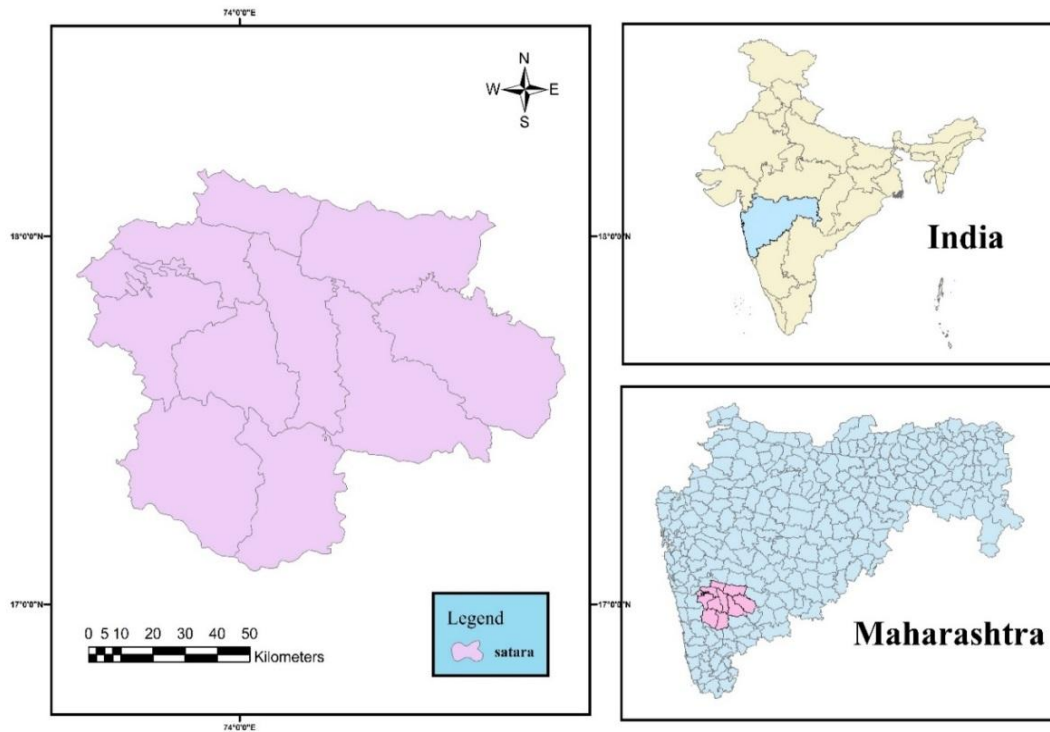 74°0'0"E
N
W E
S
18°0'0"N
18°0'0"N
India
17°0'0"N
17°0'0"N
Legend
satara
0 5 10 20 30 40 50
Kilometers
Maharashtra
74°0'0"E